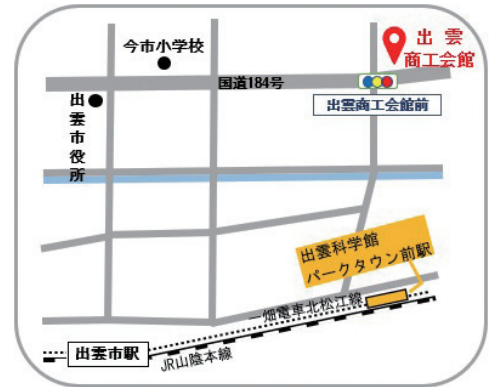 今市小学校
出雲
商工会館
国道184号
出雲商工会館前
出雲市役所
出雲科学館
パークタウン前駅
一畑電車北松江線
出雲市駅
JR山陰本線